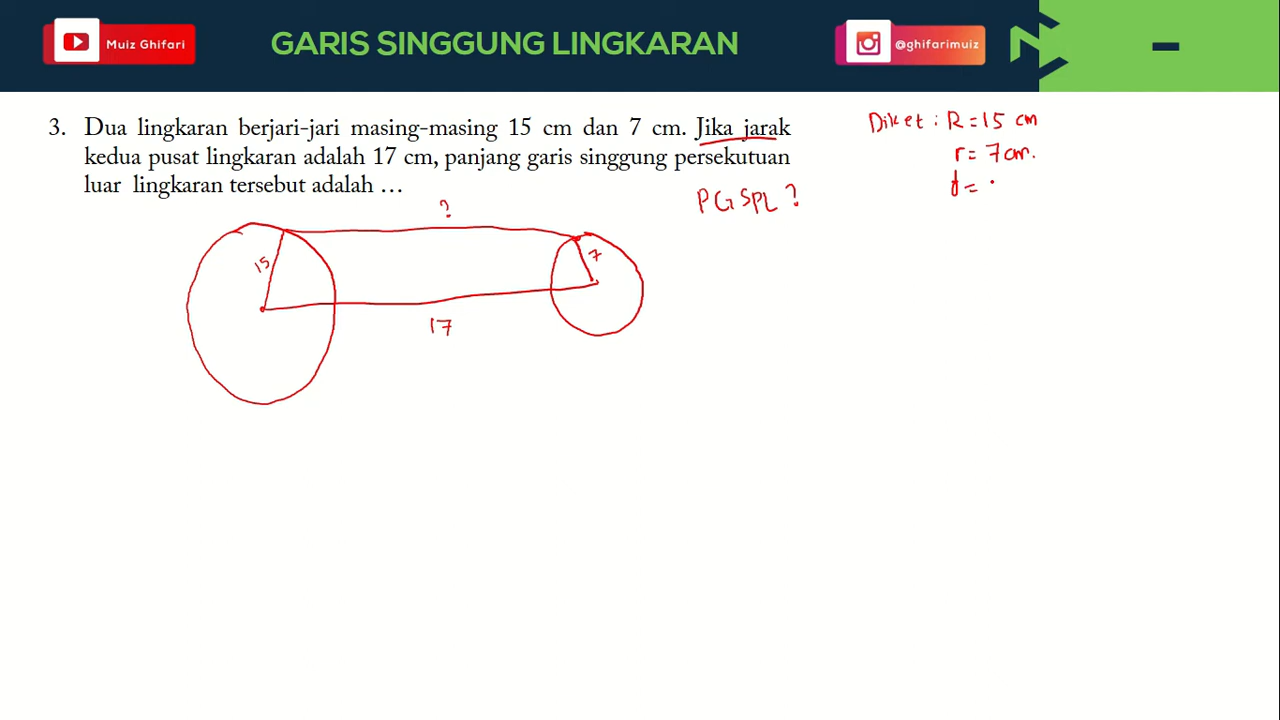 Muiz Ghifari
GARIS SINGGUNG LINGKARAN
@ghifarimuiz
3. Dua lingkaran berjari-jari masing-masing 15 cm dan 7 cm. Jika jarak
kedua pusat lingkaran adalah 17 cm, panjang garis singgung persekutuan
luar lingkaran tersebut adalah …
Diket : R = 15 cm
r = 7 cm.
d =
PGSPL ?
?
15
7
17